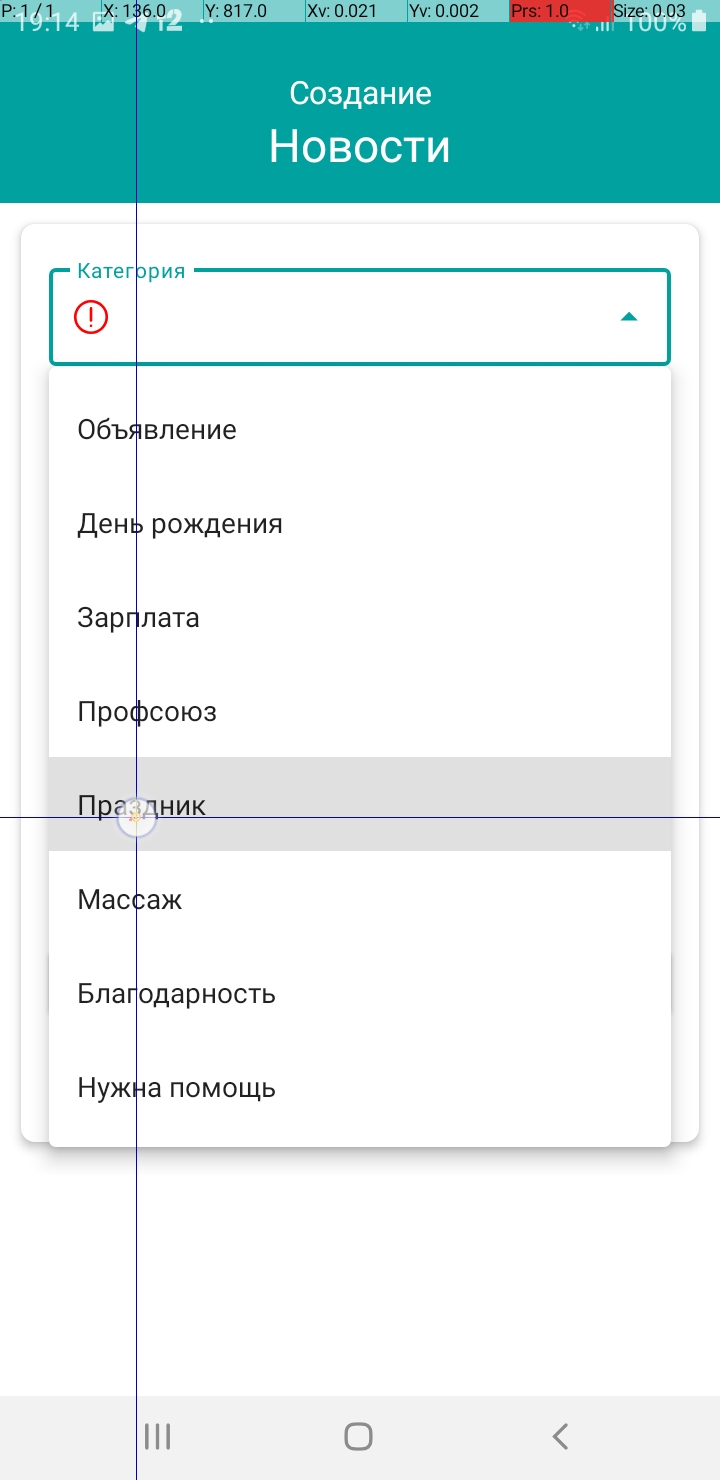 P: 1 / 1 X: 136.0 Y: 817.0 Xv: 0.021 Yv: 0.002 Prs: 1.0 Size: 0.03
19:14 12 100%
Создание
Новости
Категория
Объявление
День рождения
Зарплата
Профсоюз
Праздник
Массаж
Благодарность
Нужна помощь